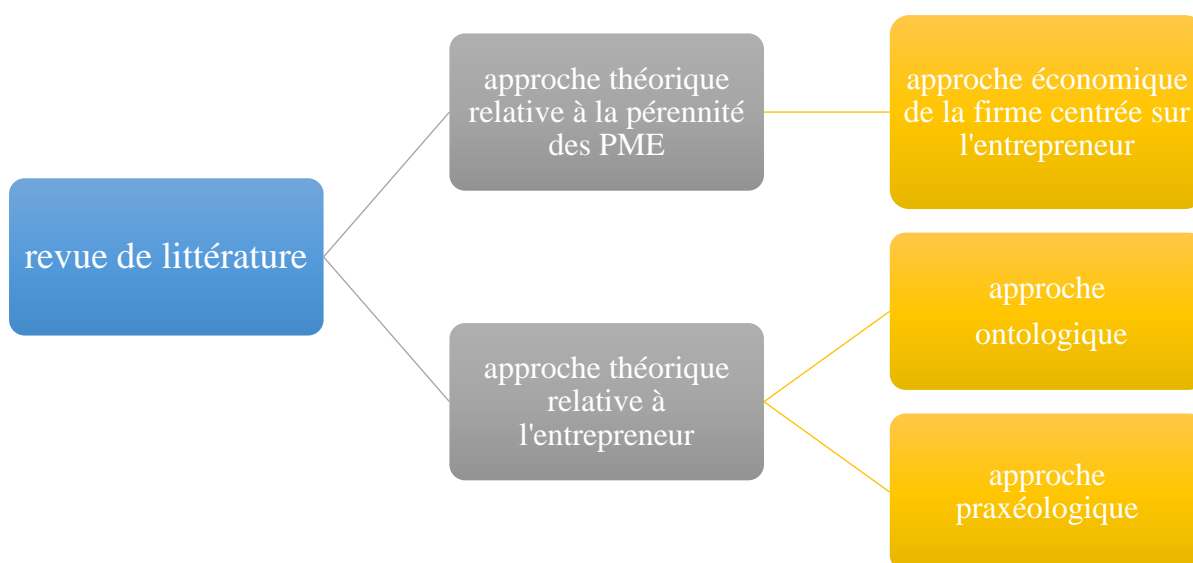 revue de littérature
approche théorique
relative à la pérennité
des PME
approche économique
de la firme centrée sur
l'entrepreneur
approche théorique
relative à
l'entrepreneur
approche
ontologique
approche
praxéologique